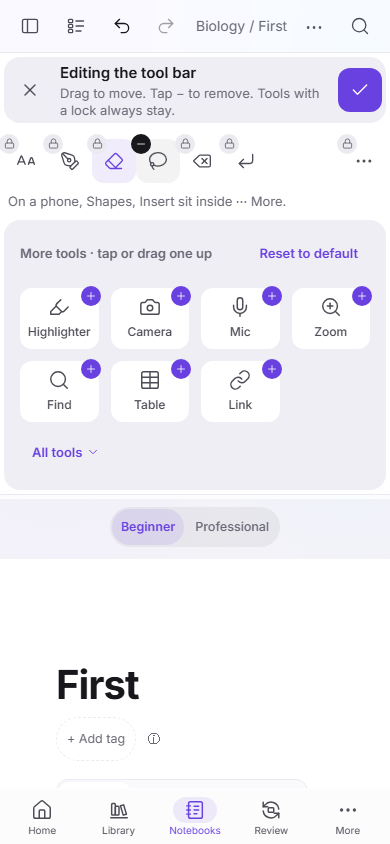 Biology / First
Editing the tool bar
Drag to move. Tap – to remove. Tools with
a lock always stay.
AA
On a phone, Shapes, Insert sit inside ··· More.
More tools · tap or drag one up
Reset to default
Highlighter
Camera
Mic
Zoom
Find
Table
Link
All tools
Beginner
Professional
First
+ Add tag
Home
Library
Notebooks
Review
More